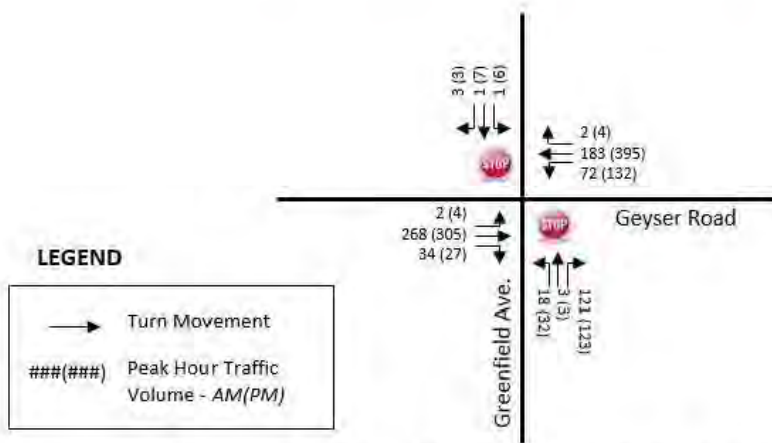 3 (3)
1 (7)
1 (6)
2 (4)
183 (395)
72 (132)
STOP
2 (4)
268 (305)
34 (27)
STOP
Geyser Road
18 (32)
3 (3)
121 (123)
Greenfield Ave.
LEGEND
Turn Movement
###(###) Peak Hour Traffic
Volume - AM(PM)